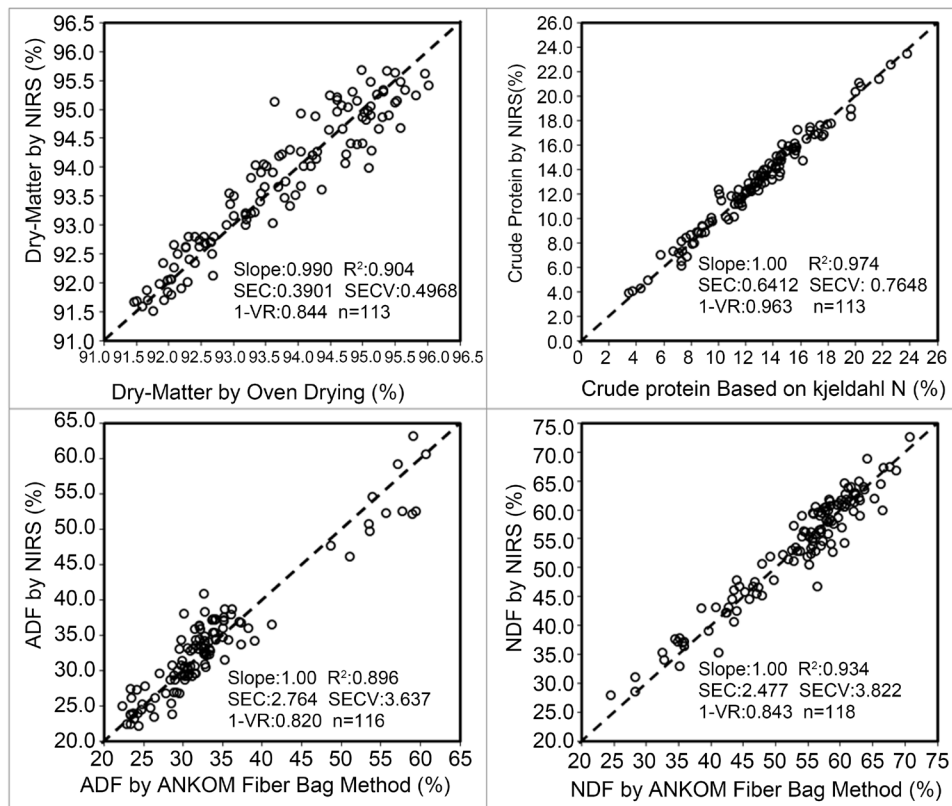 96.5
96.0
95.5
95.0
94.5
94.0
93.5
93.0
92.5
92.0
91.5
91.0
Dry-Matter by NIRS (%)
Slope:0.990 R²:0.904
SEC:0.3901 SECV:0.4968
1-VR:0.844 n=113
91.0 91.5 92.0 92.5 93.0 93.5 94.0 94.5 95.0 95.5 96.0 96.5
Dry-Matter by Oven Drying (%)
26.0
24.0
22.0
20.0
18.0
16.0
14.0
12.0
10.0
8.0
6.0
4.0
2.0
0.0
Crude Protein by NIRS(%)
Slope:1.00 R²:0.974
SEC:0.6412 SECV: 0.7648
1-VR:0.963 n=113
0 2 4 6 8 10 12 14 16 18 20 22 24 26
Crude protein Based on kjeldahl N (%)
65.0
60.0
55.0
50.0
45.0
40.0
35.0
30.0
25.0
20.0
ADF by NIRS (%)
Slope:1.00 R²:0.896
SEC:2.764 SECV:3.637
1-VR:0.820 n=116
20 25 30 35 40 45 50 55 60 65
ADF by ANKOM Fiber Bag Method (%)
75.0
70.0
65.0
60.0
55.0
50.0
45.0
40.0
35.0
30.0
25.0
20.0
NDF by NIRS (%)
Slope:1.00 R²:0.934
SEC:2.477 SECV:3.822
1-VR:0.843 n=118
20 25 30 35 40 45 50 55 60 65 70 75
NDF by ANKOM Fiber Bag Method (%)